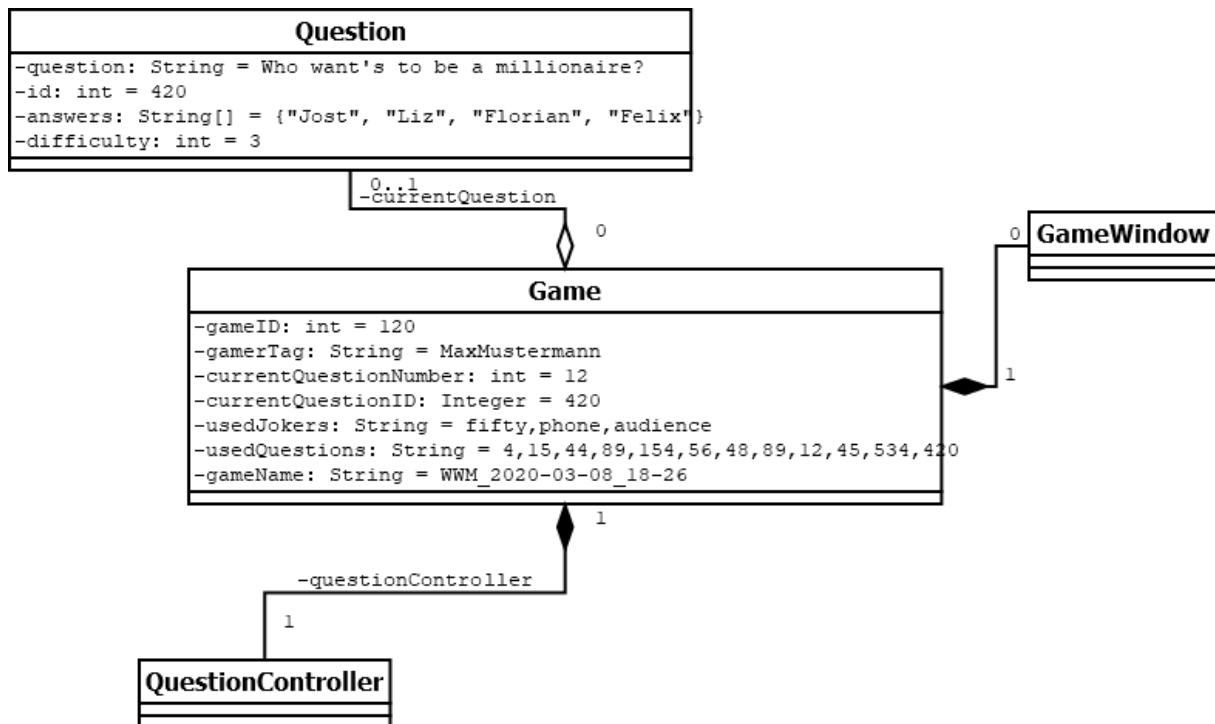 Question
-question: String = Who want's to be a millionaire?
-id: int = 420
-answers: String[] = {"Jost", "Liz", "Florian", "Felix"}
-difficulty: int = 3
0..1
-currentQuestion
0
0
GameWindow
Game
-gameID: int = 120
-gamerTag: String = MaxMustermann
-currentQuestionNumber: int = 12
-currentQuestionID: Integer = 420
-usedJokers: String = fifty,phone,audience
-usedQuestions: String = 4,15,44,89,154,56,48,89,12,45,534,420
-gameName: String = WWM_2020-03-08_18-26
1
1
-questionController
1
QuestionController